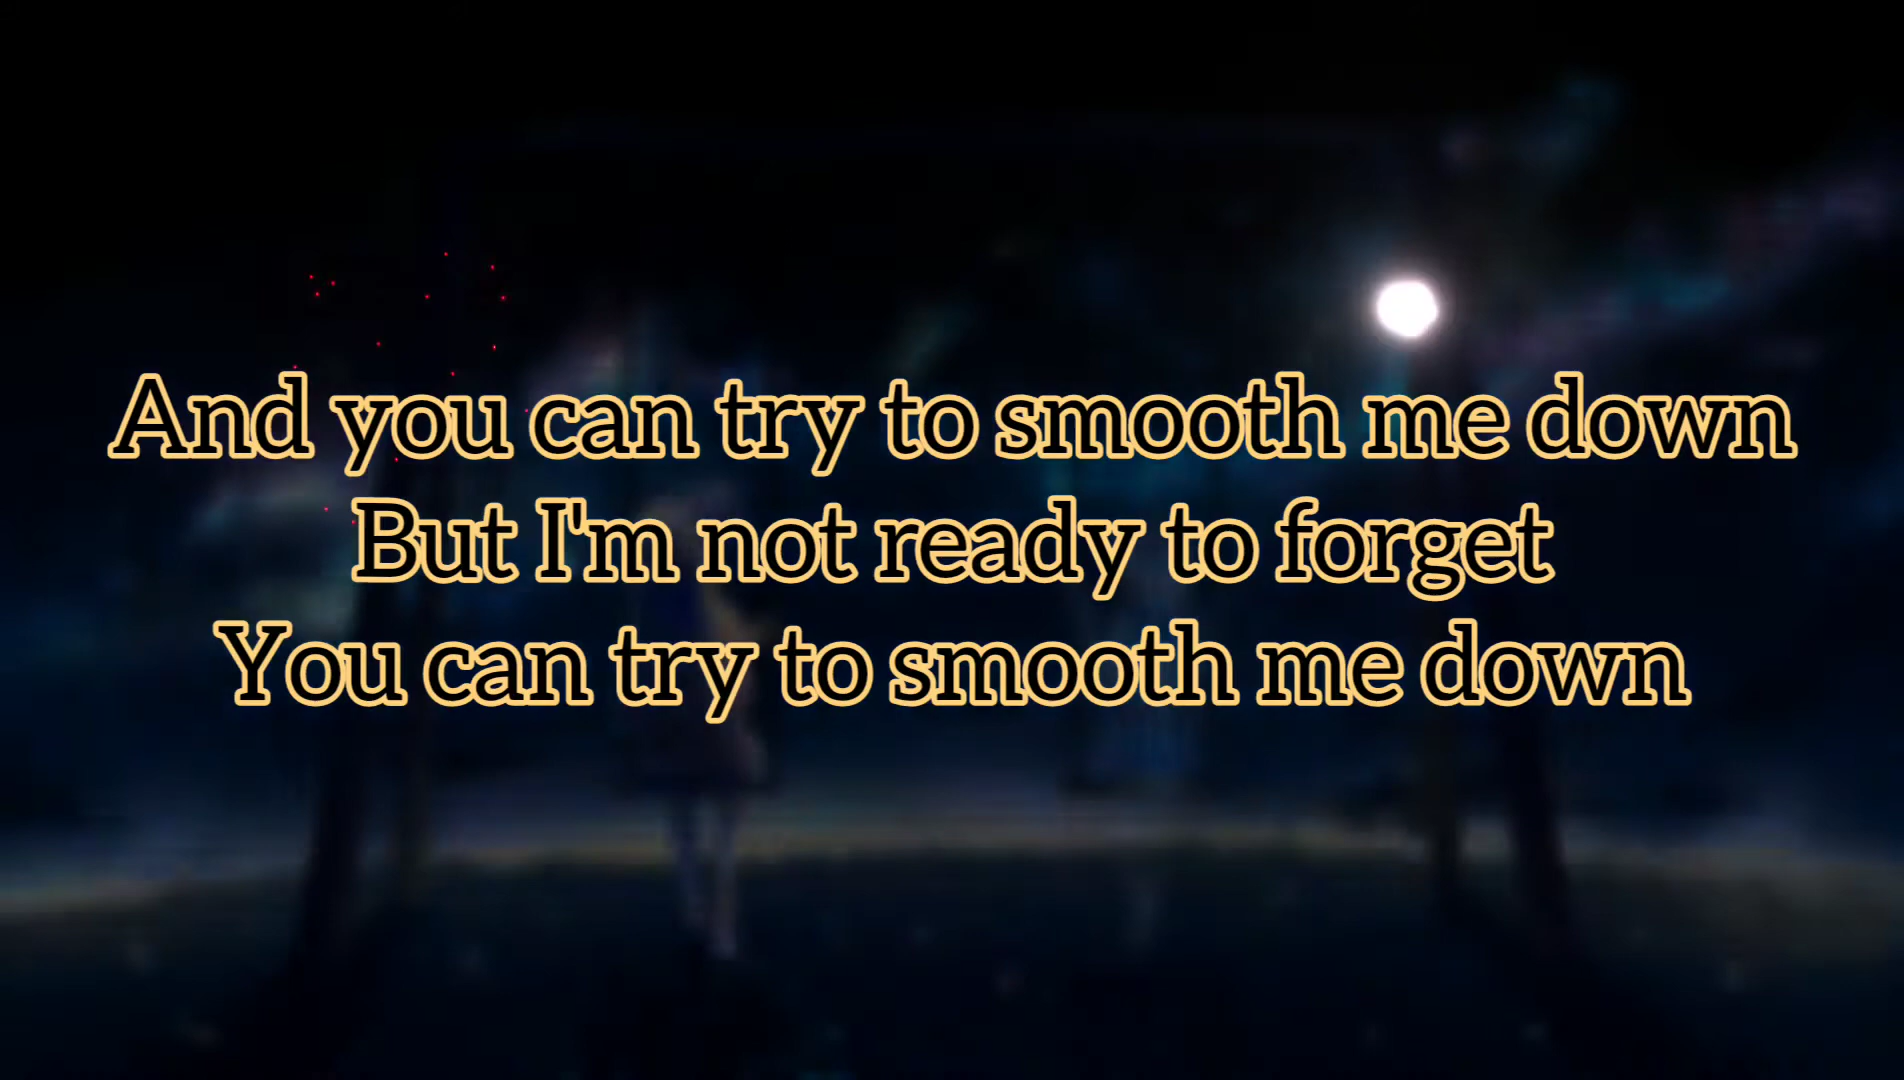 And you can try to smooth me down
But I'm not ready to forget
You can try to smooth me down